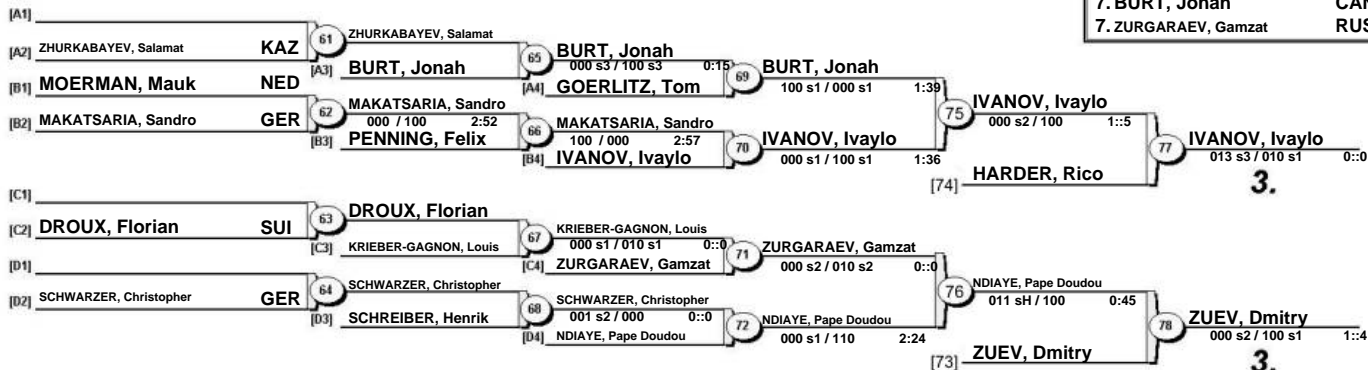 7. BURT, Jonah CAN
7. ZURGARAEV, Gamzat RUS
[A1]
[A2] ZHURKABAYEV, Salamat KAZ
61
ZHURKABAYEV, Salamat
[A3] BURT, Jonah
65
BURT, Jonah
000 s3 / 100 s3 0:15
[A4] GOERLITZ, Tom
69
BURT, Jonah
100 s1 / 000 s1 1:39
[B1] MOERMAN, Mauk NED
[B2] MAKATSARIA, Sandro GER
62
MAKATSARIA, Sandro
000 / 100 2:52
[B3] PENNING, Felix
66
MAKATSARIA, Sandro
100 / 000 2:57
[B4] IVANOV, Ivaylo
70
IVANOV, Ivaylo
000 s1 / 100 s1 1:36
75
IVANOV, Ivaylo
000 s2 / 100 1::5
[74] HARDER, Rico
77
IVANOV, Ivaylo
013 s3 / 010 s1 0::0
3.
[C1]
[C2] DROUX, Florian SUI
63
DROUX, Florian
[C3] KRIEBER-GAGNON, Louis
67
KRIEBER-GAGNON, Louis
000 s1 / 010 s1 0::0
[C4] ZURGARAEV, Gamzat
71
ZURGARAEV, Gamzat
000 s2 / 010 s2 0::0
[D1]
[D2] SCHWARZER, Christopher GER
64
SCHWARZER, Christopher
[D3] SCHREIBER, Henrik
68
SCHWARZER, Christopher
001 s2 / 000 0::0
[D4] NDIAYE, Pape Doudou
72
NDIAYE, Pape Doudou
000 s1 / 110 2:24
76
NDIAYE, Pape Doudou
011 sH / 100 0:45
[73] ZUEV, Dmitry
78
ZUEV, Dmitry
000 s2 / 100 s1 1::4
3.